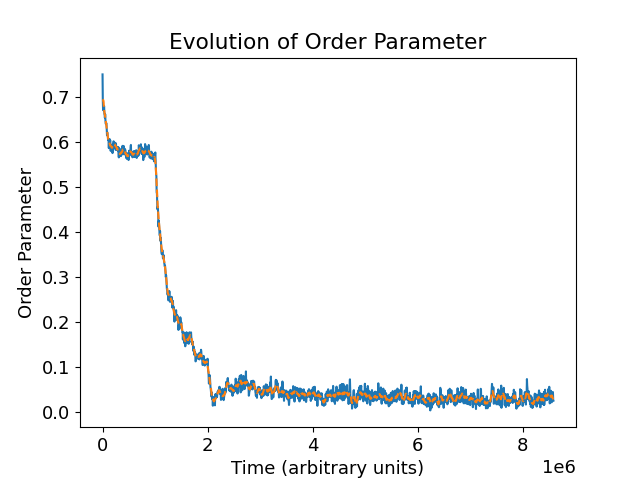 Evolution of Order Parameter
Order Parameter
0.7
0.6
0.5
0.4
0.3
0.2
0.1
0.0
0 2 4 6 8
1e6
Time (arbitrary units)